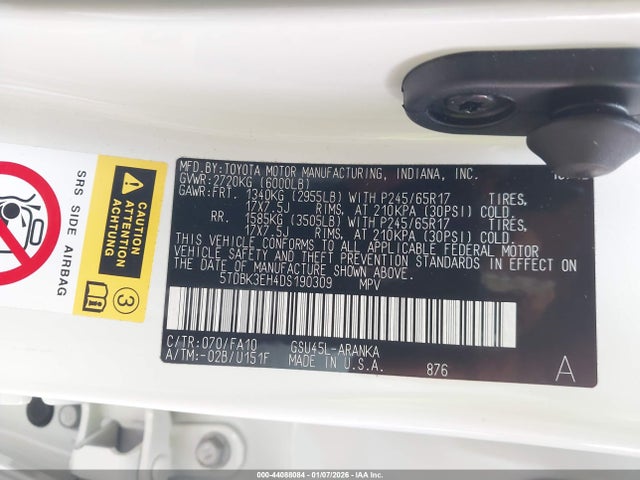 MFD.BY:TOYOTA MOTOR MANUFACTURING, INDIANA, INC.
GVWR:2720KG (6000LB)
GAWR:FRT. 1340KG (2955LB) WITH P245/65R17 TIRES,
17X7.5J RIMS, AT 210KPA (30PSI) COLD.
RR. 1585KG (3505LB) WITH P245/65R17 TIRES,
17X7.5J RIMS, AT 210KPA (30PSI) COLD.
THIS VEHICLE CONFORMS TO ALL APPLICABLE FEDERAL MOTOR
VEHICLE SAFETY AND THEFT PREVENTION STANDARDS IN EFFECT ON
THE DATE OF MANUFACTURE SHOWN ABOVE.
5TDBK3EH4DS190309 MPV
C/TR:070/FA10 GSU45L-ARANKA
A/TM:-02B/U151F MADE IN U.S.A.
876
A
SRS SIDE AIRBAG
CAUTION
ATTENTION
3
000-44088084 - 01/07/2026 - IAAI.COM